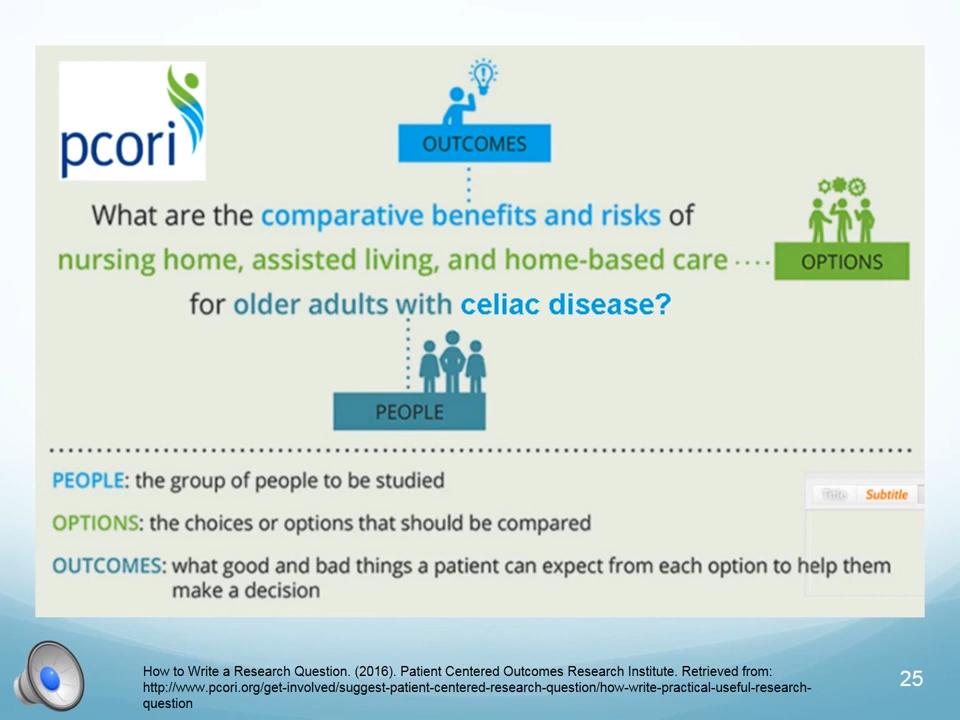 pcori
OUTCOMES
What are the comparative benefits and risks of
nursing home, assisted living, and home-based care
OPTIONS
for older adults with celiac disease?
PEOPLE
PEOPLE: the group of people to be studied
Title Subtitle
OPTIONS: the choices or options that should be compared
OUTCOMES: what good and bad things a patient can expect from each option to help them
make a decision
How to Write a Research Question. (2016). Patient Centered Outcomes Research Institute. Retrieved from:
http://www.pcori.org/get-involved/suggest-patient-centered-research-question/how-write-practical-useful-research-
question
25